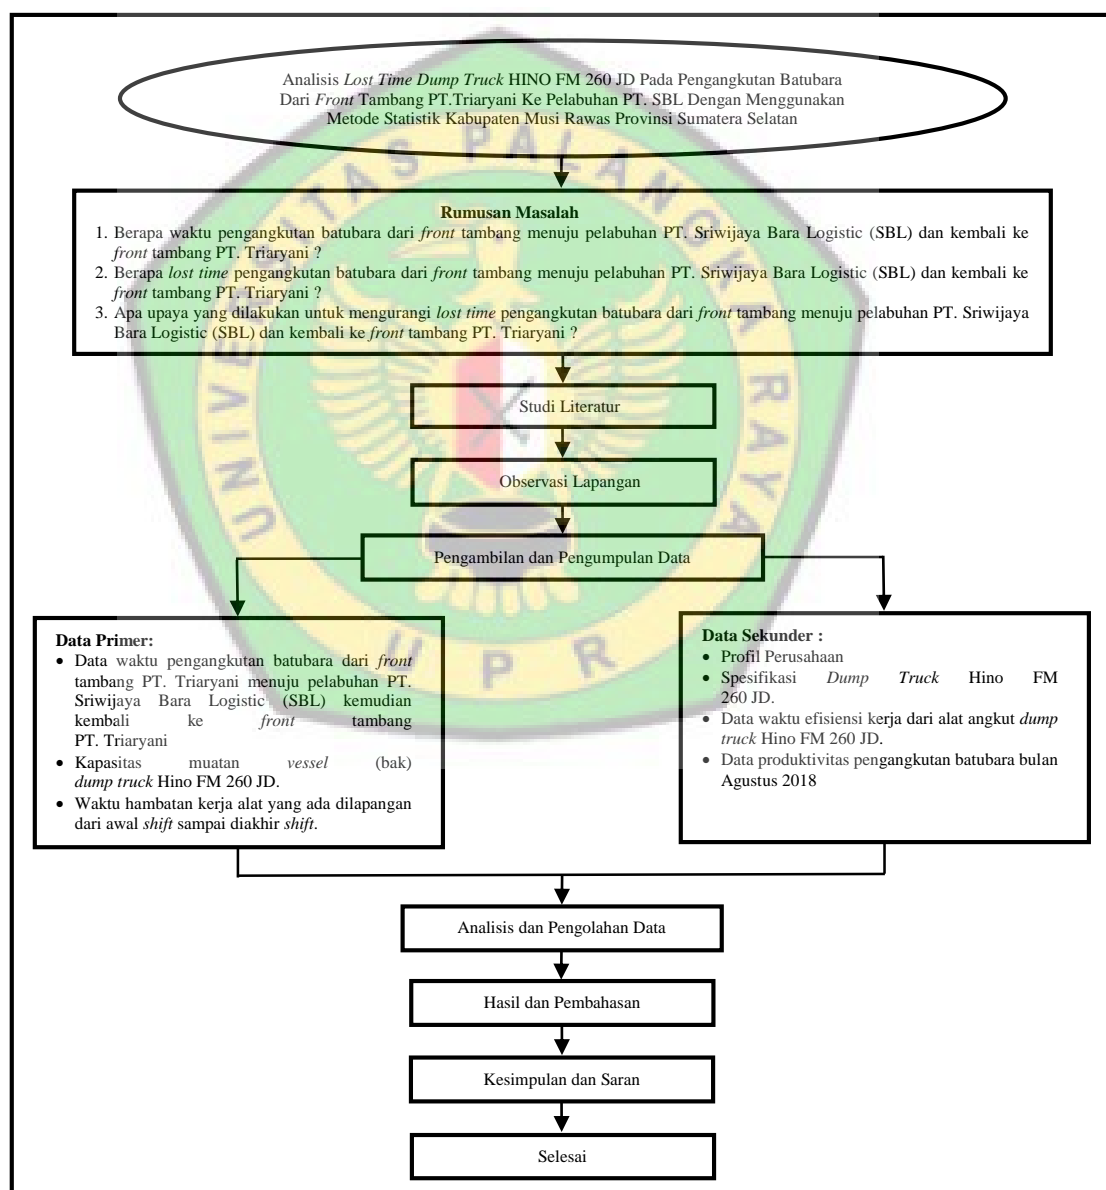 Analisis Lost Time Dump Truck HINO FM 260 JD Pada Pengangkutan Batubara
Dari Front Tambang PT.Triaryani Ke Pelabuhan PT. SBL Dengan Menggunakan
Metode Statistik Kabupaten Musi Rawas Provinsi Sumatera Selatan
UNIVERSITAS PALANGKA RAYA
Rumusan Masalah
1. Berapa waktu pengangkutan batubara dari front tambang menuju pelabuhan PT. Sriwijaya Bara Logistic (SBL) dan kembali ke
front tambang PT. Triaryani ?
2. Berapa lost time pengangkutan batubara dari front tambang menuju pelabuhan PT. Sriwijaya Bara Logistic (SBL) dan kembali ke
front tambang PT. Triaryani ?
3. Apa upaya yang dilakukan untuk mengurangi lost time pengangkutan batubara dari front tambang menuju pelabuhan PT. Sriwijaya
Bara Logistic (SBL) dan kembali ke front tambang PT. Triaryani ?
Studi Literatur
Observasi Lapangan
Pengambilan dan Pengumpulan Data
Data Primer:
• Data waktu pengangkutan batubara dari front
tambang PT. Triaryani menuju pelabuhan PT.
Sriwijaya Bara Logistic (SBL) kemudian
kembali ke front tambang
PT. Triaryani
• Kapasitas muatan vessel (bak)
dump truck Hino FM 260 JD.
• Waktu hambatan kerja alat yang ada dilapangan
dari awal shift sampai diakhir shift.
Data Sekunder :
• Profil Perusahaan
• Spesifikasi Dump Truck Hino FM
260 JD.
• Data waktu efisiensi kerja dari alat angkut dump
truck Hino FM 260 JD.
• Data produktivitas pengangkutan batubara bulan
Agustus 2018
UPR
Analisis dan Pengolahan Data
Hasil dan Pembahasan
Kesimpulan dan Saran
Selesai